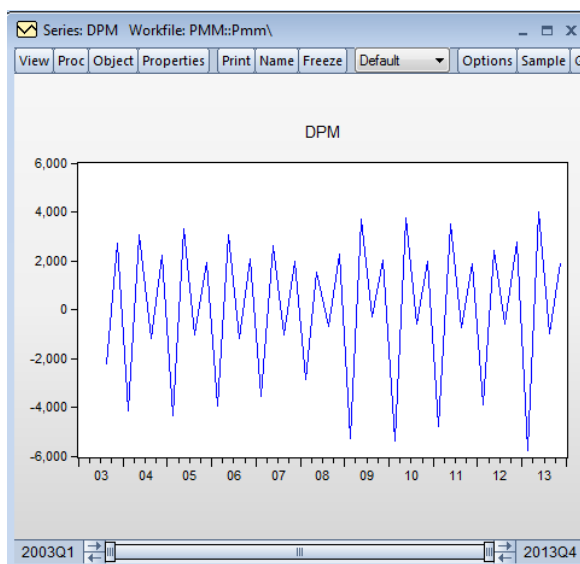 Series: DPM Workfile: PMM::Pmm\
View Proc Object Properties Print Name Freeze Default Options Sample
DPM
6,000
4,000
2,000
0
-2,000
-4,000
-6,000
03 04 05 06 07 08 09 10 11 12 13
2003Q1 2013Q4